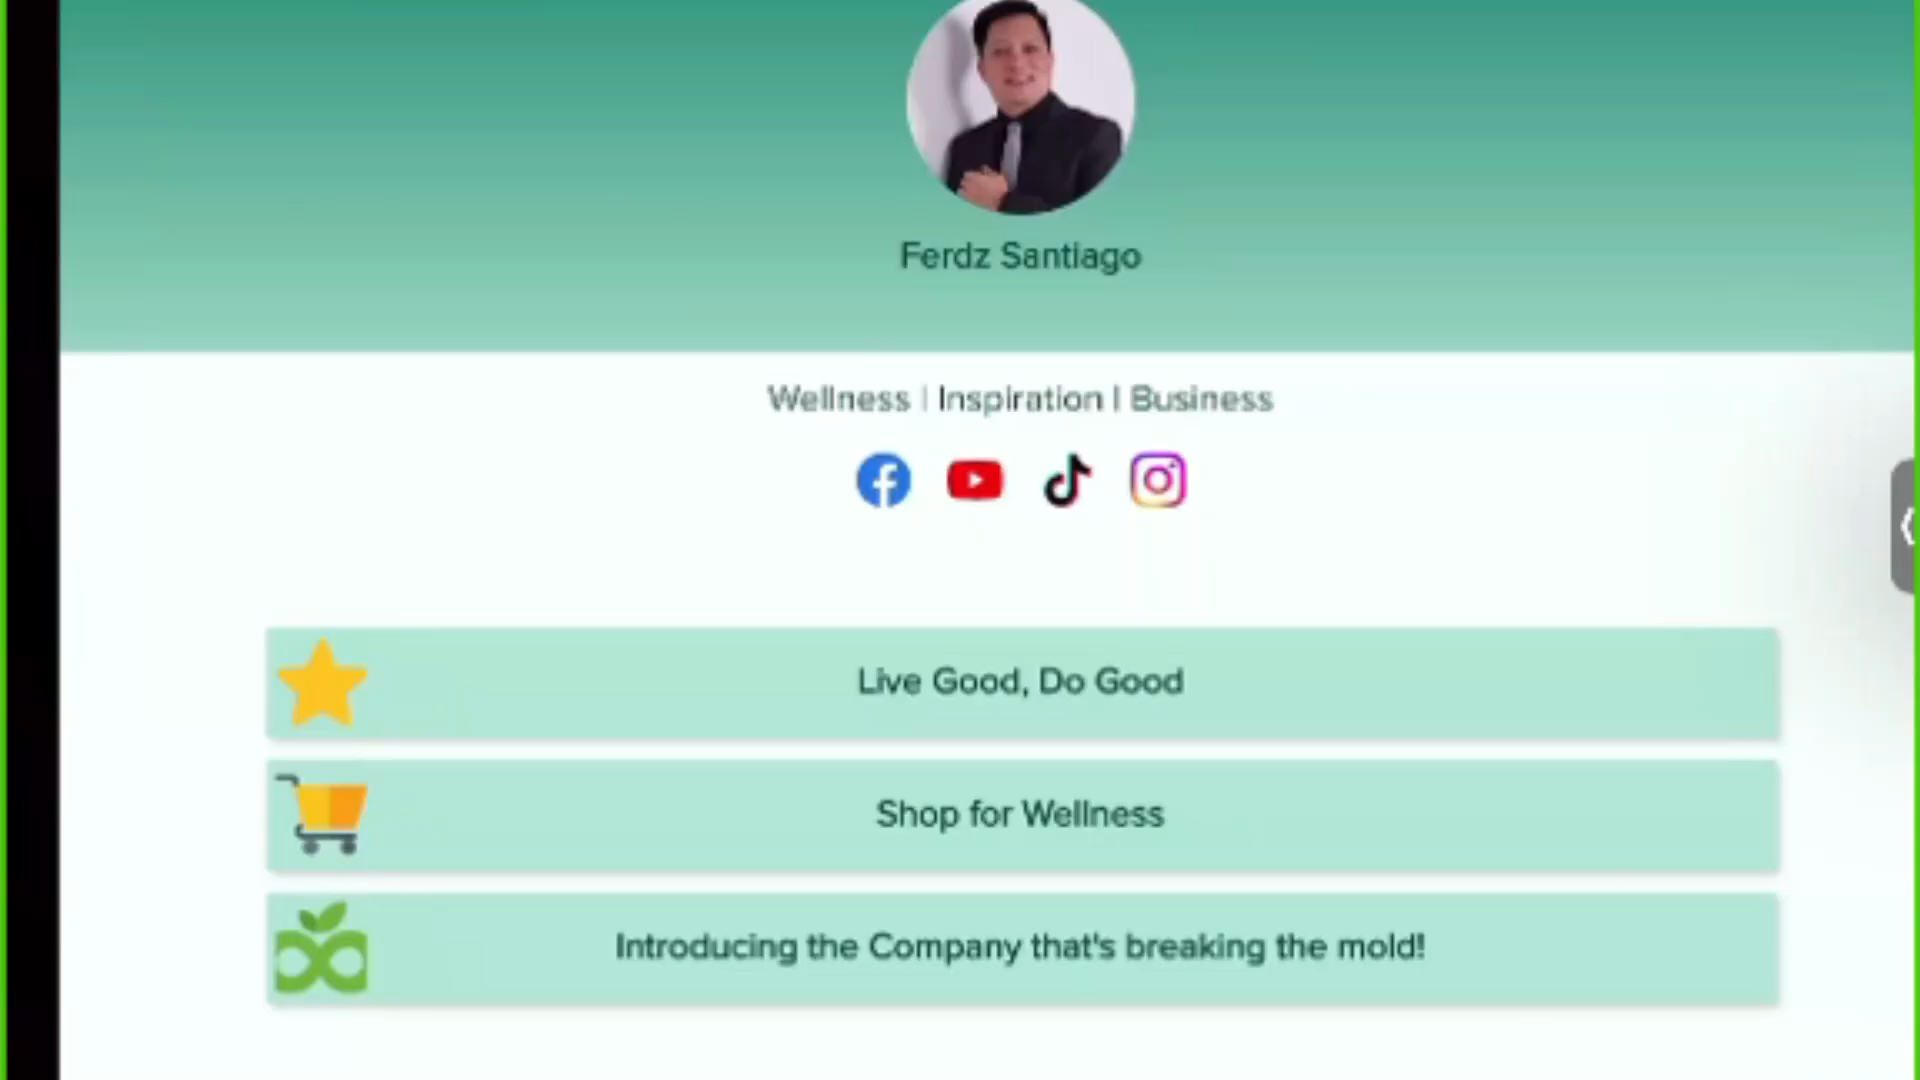 Ferdz Santiago
Wellness | Inspiration | Business
Live Good, Do Good
Shop for Wellness
Introducing the Company that's breaking the mold!